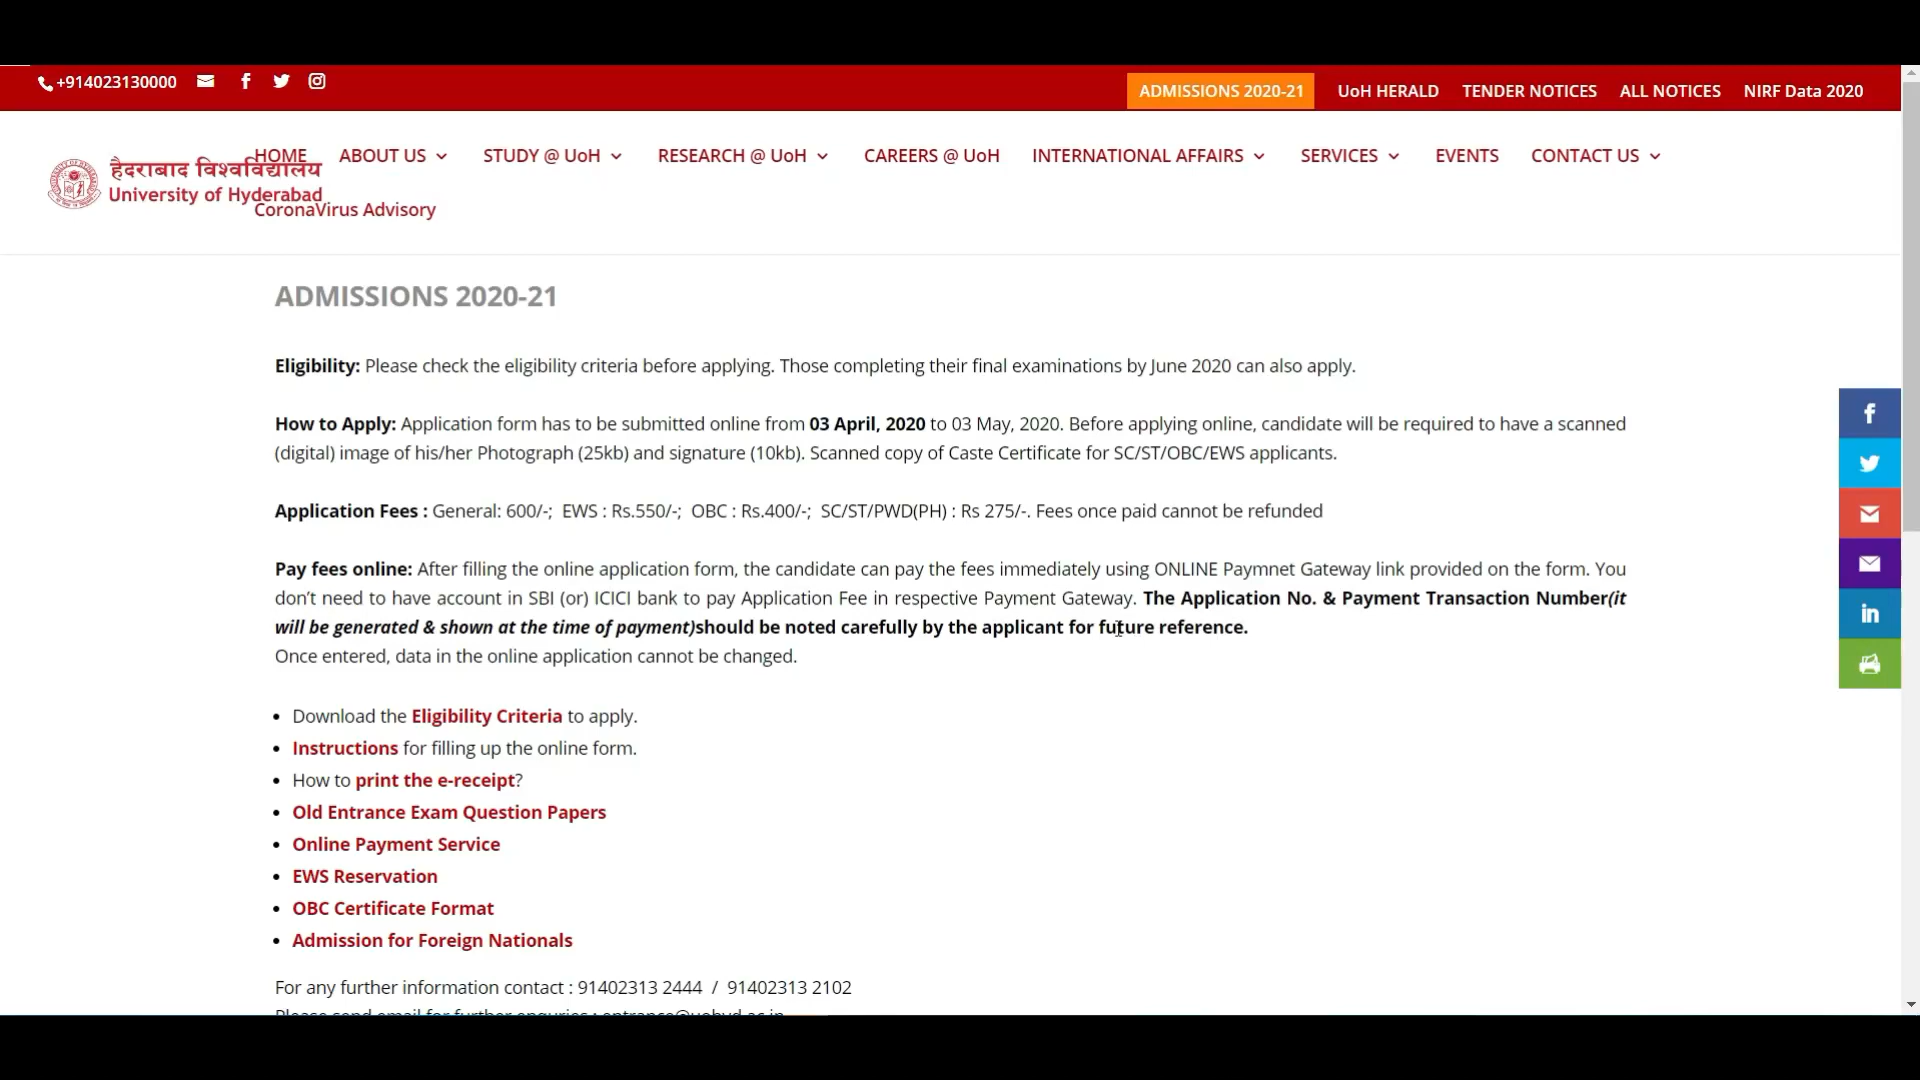 +914023130000
ADMISSIONS 2020-21 UoH HERALD TENDER NOTICES ALL NOTICES NIRF Data 2020
हैदराबाद विश्वविद्यालय
University of Hyderabad
HOME ABOUT US STUDY @ UoH RESEARCH @ UoH CAREERS @ UoH INTERNATIONAL AFFAIRS SERVICES EVENTS CONTACT US
CoronaVirus Advisory
ADMISSIONS 2020-21
Eligibility: Please check the eligibility criteria before applying. Those completing their final examinations by June 2020 can also apply.
How to Apply: Application form has to be submitted online from 03 April, 2020 to 03 May, 2020. Before applying online, candidate will be required to have a scanned
(digital) image of his/her Photograph (25kb) and signature (10kb). Scanned copy of Caste Certificate for SC/ST/OBC/EWS applicants.
Application Fees : General: 600/-; EWS : Rs.550/-; OBC : Rs.400/-; SC/ST/PWD(PH) : Rs 275/-. Fees once paid cannot be refunded
Pay fees online: After filling the online application form, the candidate can pay the fees immediately using ONLINE Paymnet Gateway link provided on the form. You
don't need to have account in SBI (or) ICICI bank to pay Application Fee in respective Payment Gateway. The Application No. & Payment Transaction Number(it
will be generated & shown at the time of payment)should be noted carefully by the applicant for future reference.
Once entered, data in the online application cannot be changed.
• Download the Eligibility Criteria to apply.
• Instructions for filling up the online form.
• How to print the e-receipt?
• Old Entrance Exam Question Papers
• Online Payment Service
• EWS Reservation
• OBC Certificate Format
• Admission for Foreign Nationals
For any further information contact : 91402313 2444 / 91402313 2102
Please send email for further enquries : entrance@uohyd.ac.in